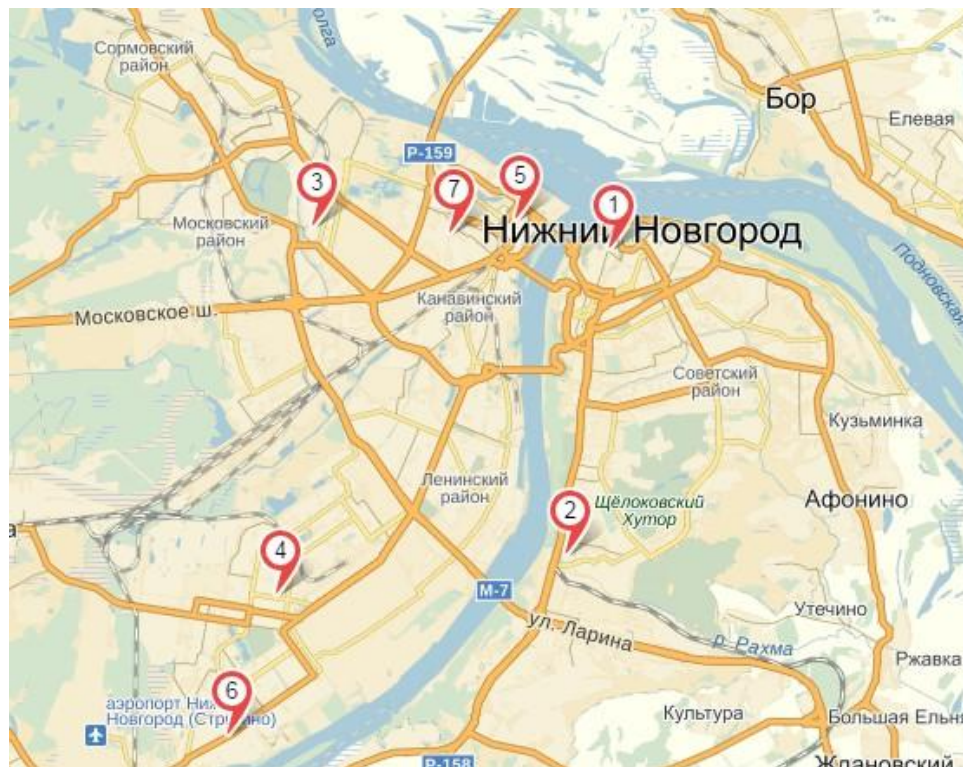 Сормовский
район
Волга
Бор
Елевая
Р-159
3
7
5
1
Московский
район
Нижний Новгород
Подновская
Канавинский
район
Московское ш.
Советский
район
Кузьминка
Ленинский
район
Щёлоковский
Хутор
Афонино
2
а
4
М-7
ул. Ларина
р. Рахма
Утечино
Ржавка
6
аэропорт Ниж
Новгород (Стригино)
Культура
Большая Ельня
Р-158
Ждановский